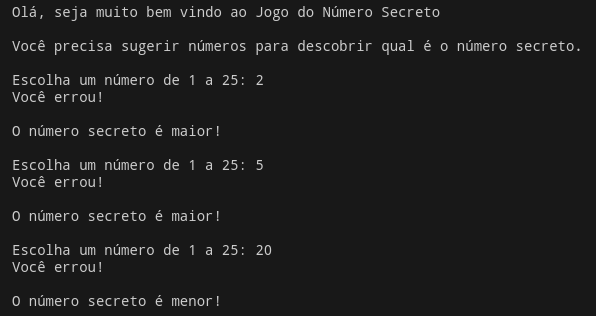 Olá, seja muito bem vindo ao Jogo do Número Secreto
Você precisa sugerir números para descobrir qual é o número secreto.
Escolha um número de 1 a 25: 2
Você errou!
O número secreto é maior!
Escolha um número de 1 a 25: 5
Você errou!
O número secreto é maior!
Escolha um número de 1 a 25: 20
Você errou!
O número secreto é menor!